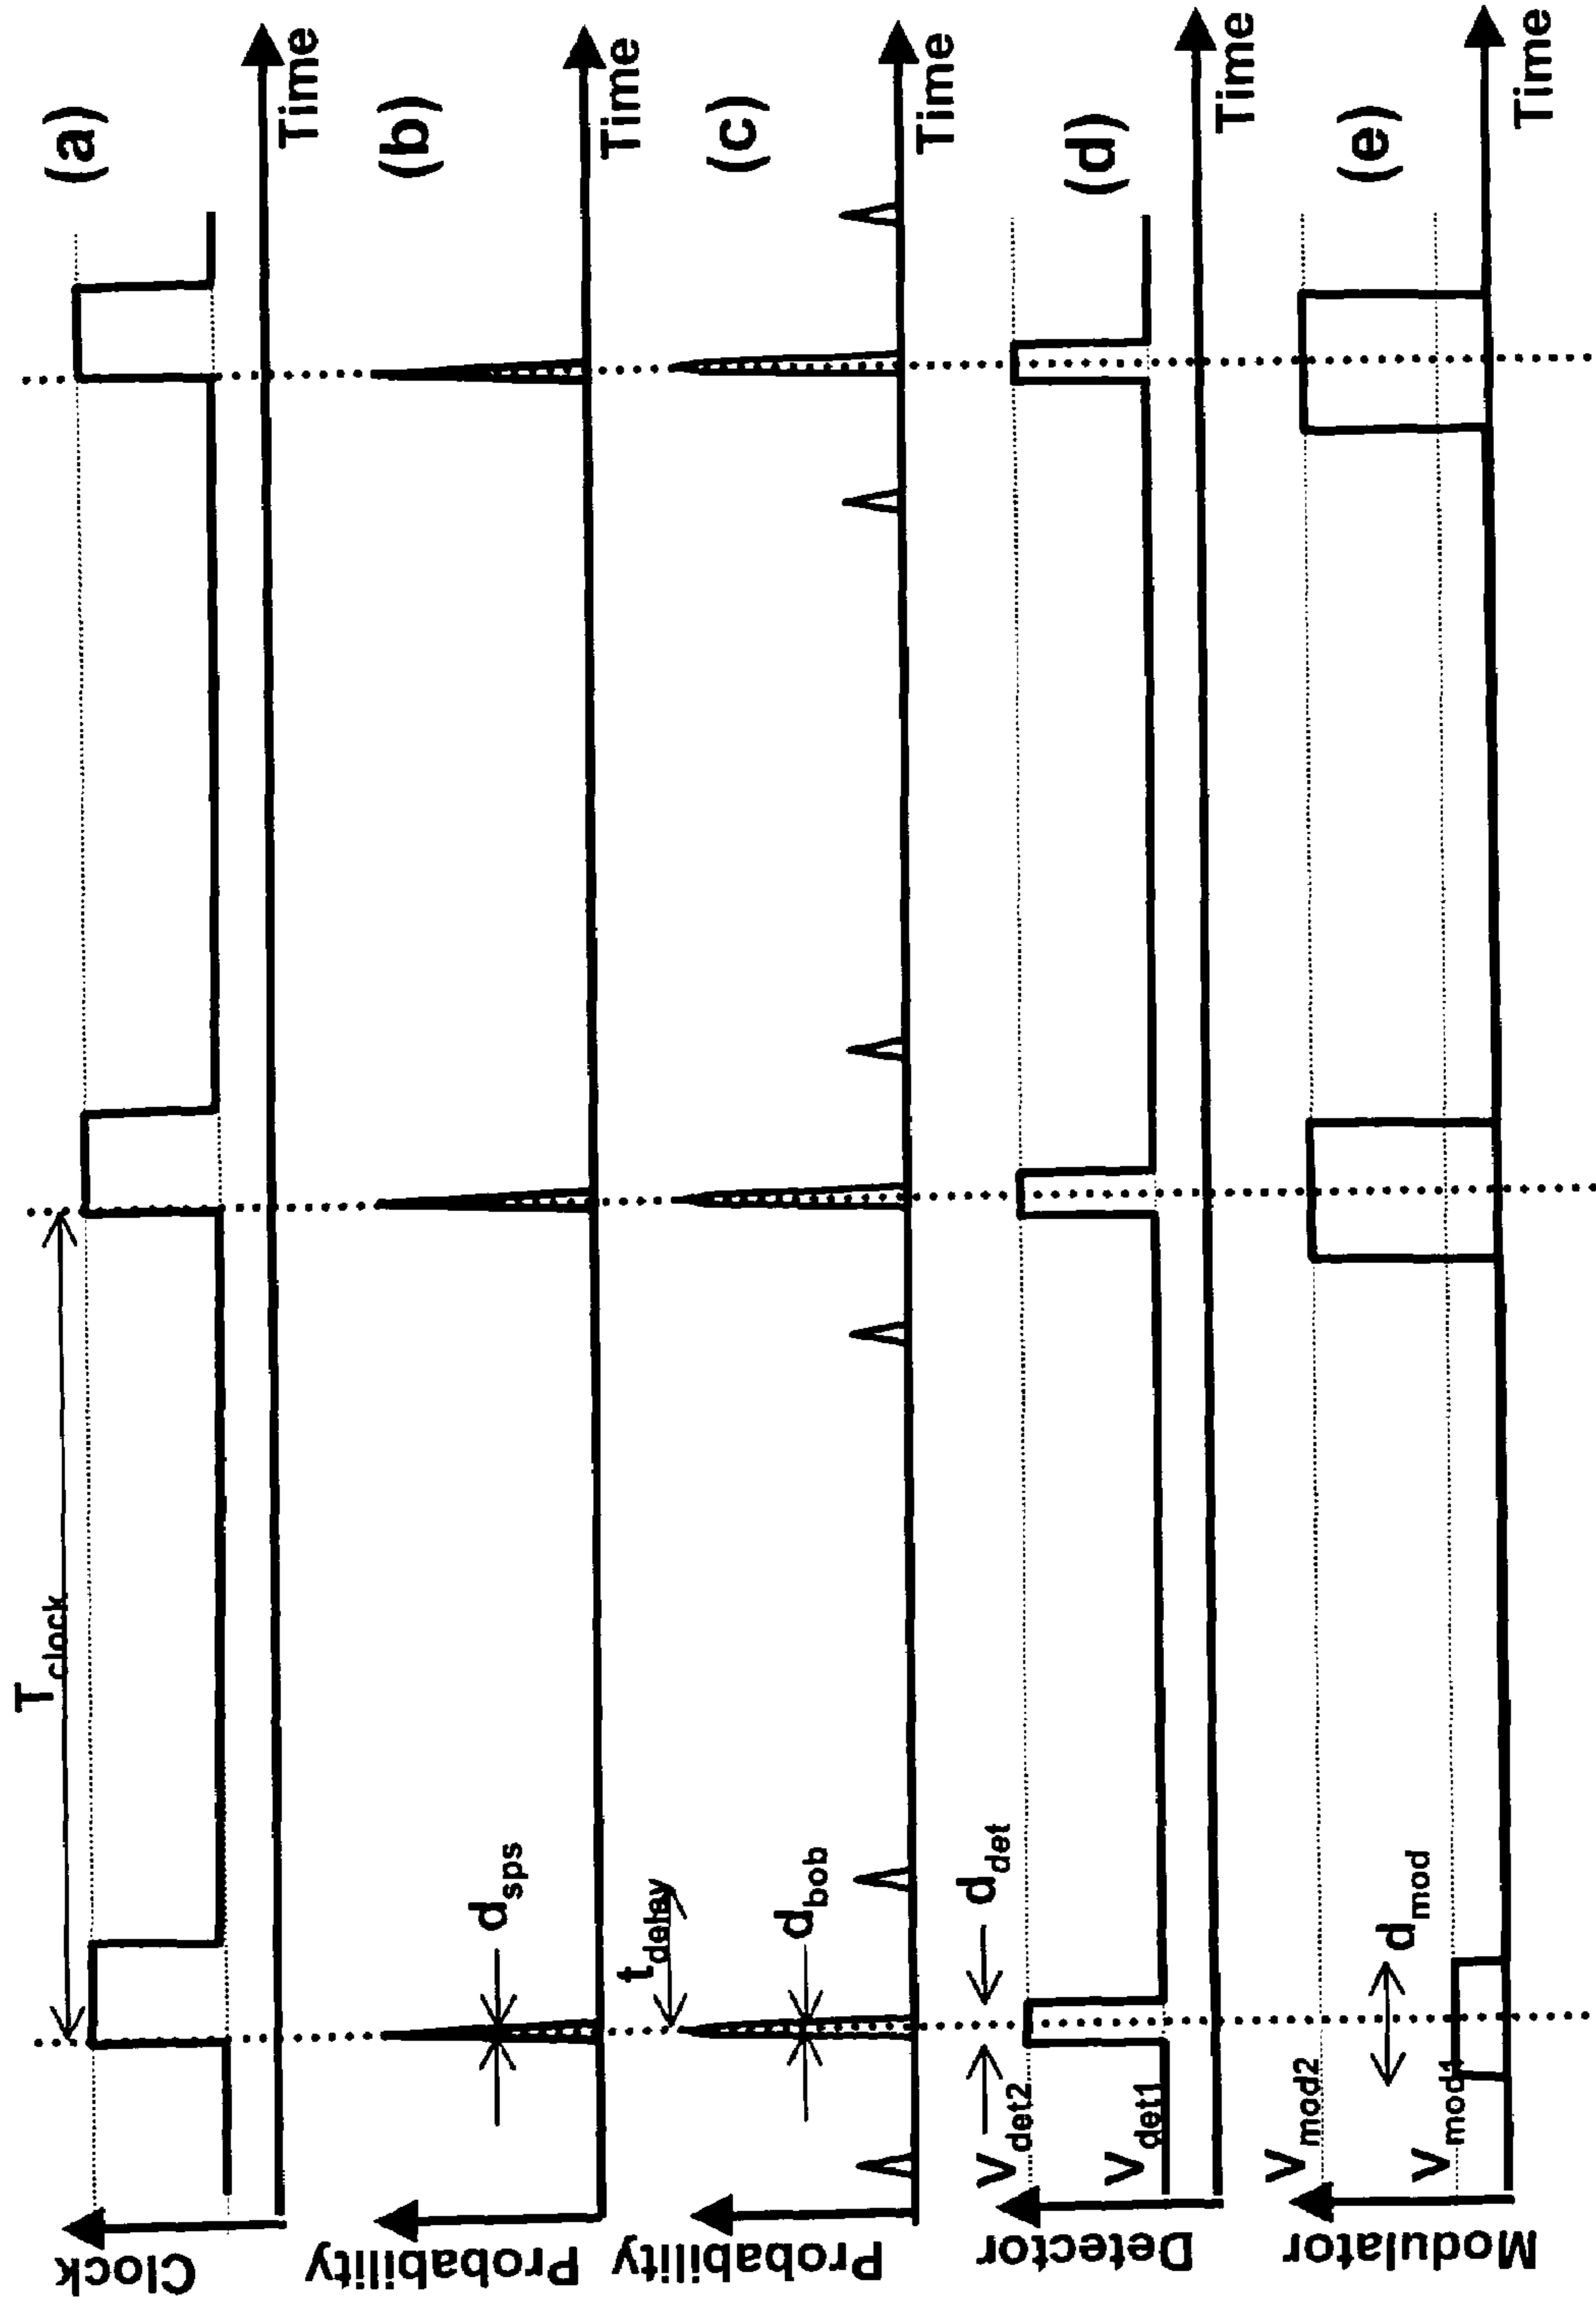 (a)
Clock
T_clock
Time
(b)
Probability
d_sps
Time
(c)
Probability
t_delay
d_bob
Time
(d)
Detector
V_det2
V_det1
d_det
Time
(e)
Modulator
V_mod2
V_mod1
d_mod
Time